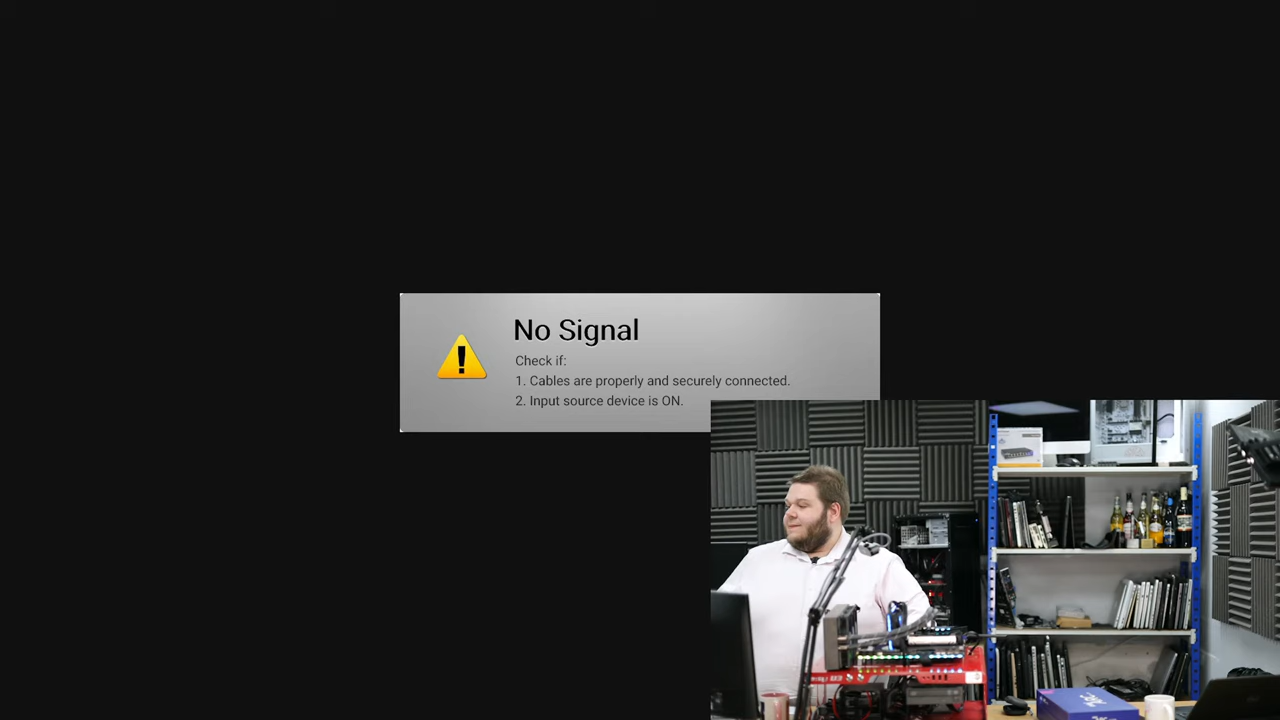 No Signal
Check if:
1. Cables are properly and securely connected.
2. Input source device is ON.